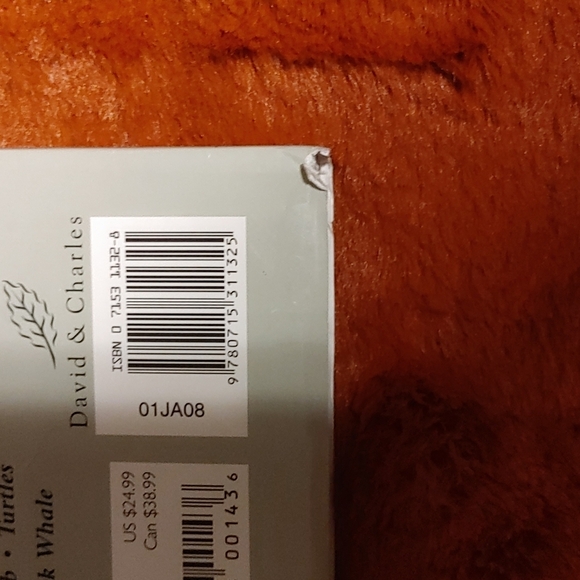 David & Charles
ISBN 0 7153 1132-8
9 780715 311325
01JA08
US $24.99
Can $38.99
001436
Turtles
Whale